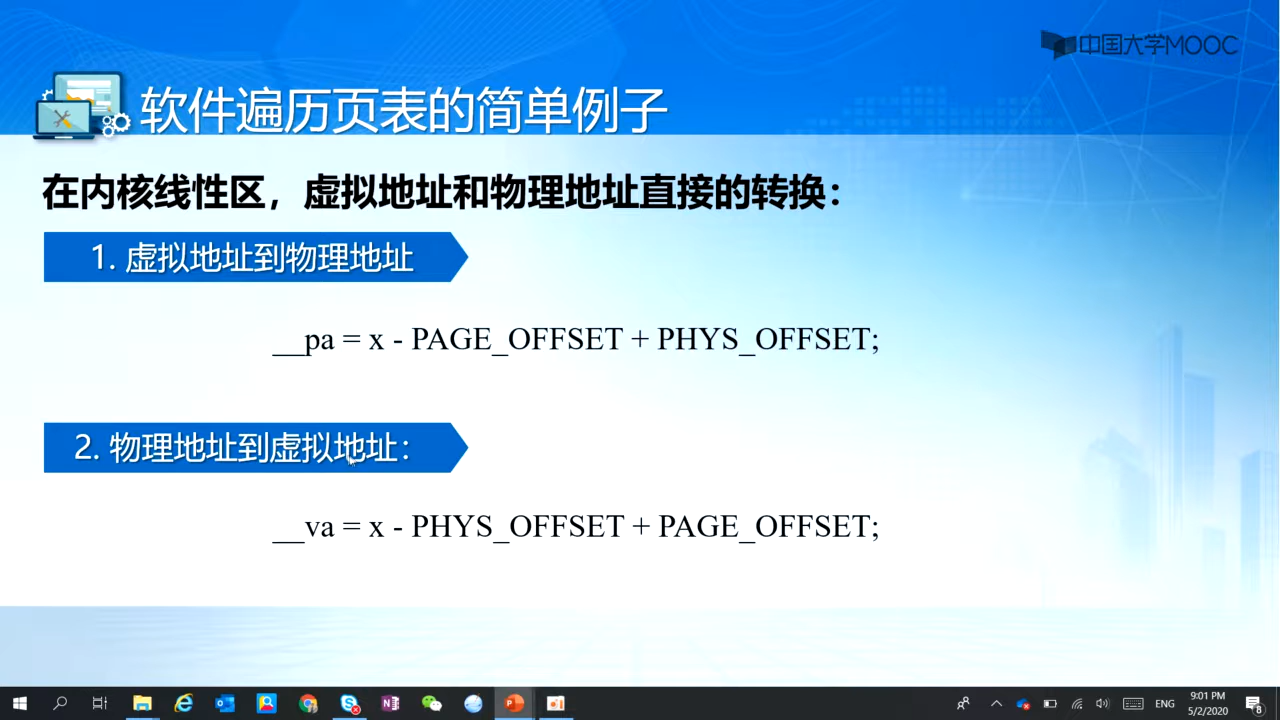 中国大学MOOC
软件遍历页表的简单例子
在内核线性区，虚拟地址和物理地址直接的转换：
1. 虚拟地址到物理地址
__pa = x - PAGE_OFFSET + PHYS_OFFSET;
2. 物理地址到虚拟地址：
__va = x - PHYS_OFFSET + PAGE_OFFSET;
ENG
9:01 PM
5/2/2020
8